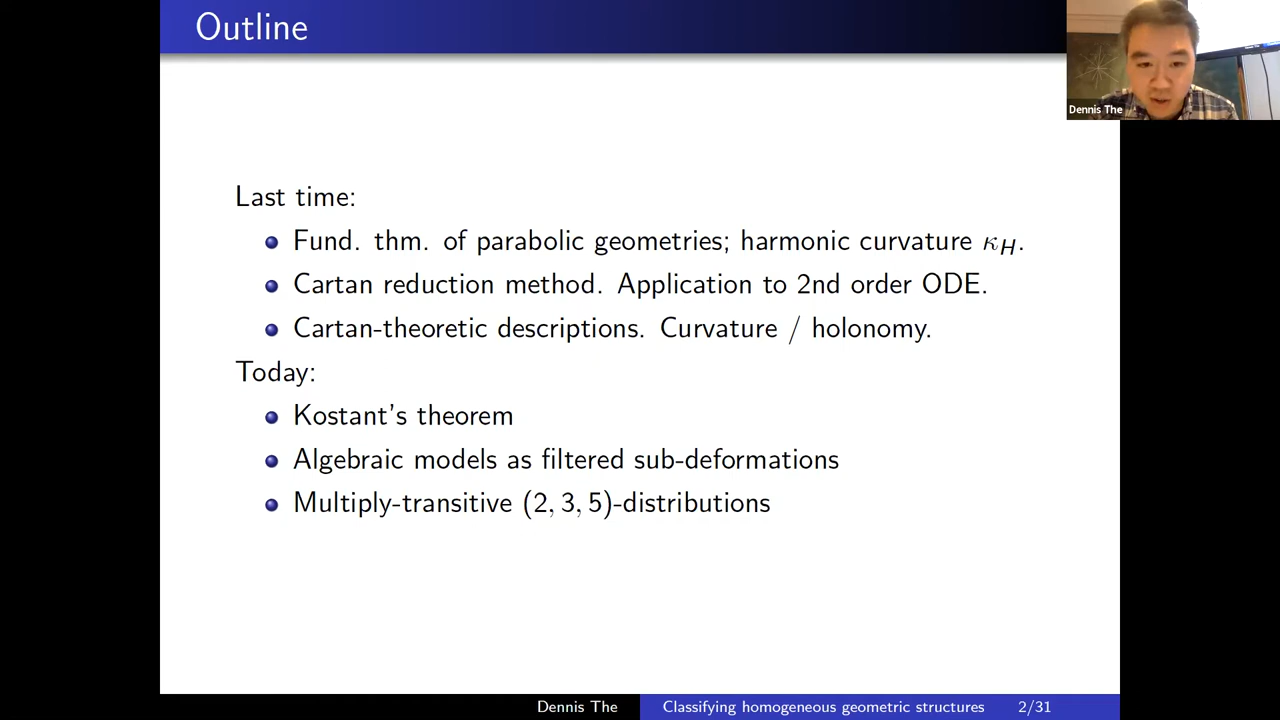 Outline
Dennis The
Last time:
Fund. thm. of parabolic geometries; harmonic curvature κ_H.
Cartan reduction method. Application to 2nd order ODE.
Cartan-theoretic descriptions. Curvature / holonomy.
Today:
Kostant's theorem
Algebraic models as filtered sub-deformations
Multiply-transitive (2, 3, 5)-distributions
Dennis The
Classifying homogeneous geometric structures
2/31